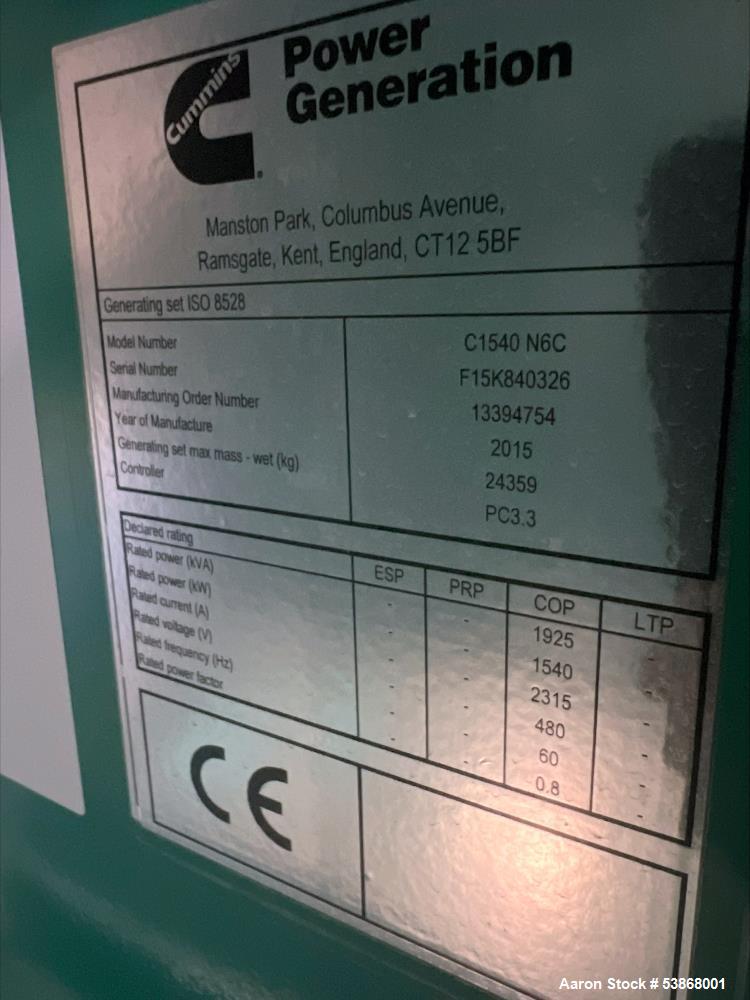 Cummins
Power
Generation
Manston Park, Columbus Avenue,
Ramsgate, Kent, England, CT12 5BF
Generating set ISO 8528
Model Number C1540 N6C
Serial Number F15K840326
Manufacturing Order Number 13394754
Year of Manufacture 2015
Generating set max mass - wet (kg) 24359
Controller PC3.3
Declared rating ESP PRP COP LTP
Rated power (kVA) - - 1925 -
Rated power (kW) - - 1540 -
Rated current (A) - - 2315 -
Rated voltage (V) - - 480 -
Rated frequency (Hz) - - 60 -
Rated power factor - - 0.8 -
CE
Aaron Stock # 53868001